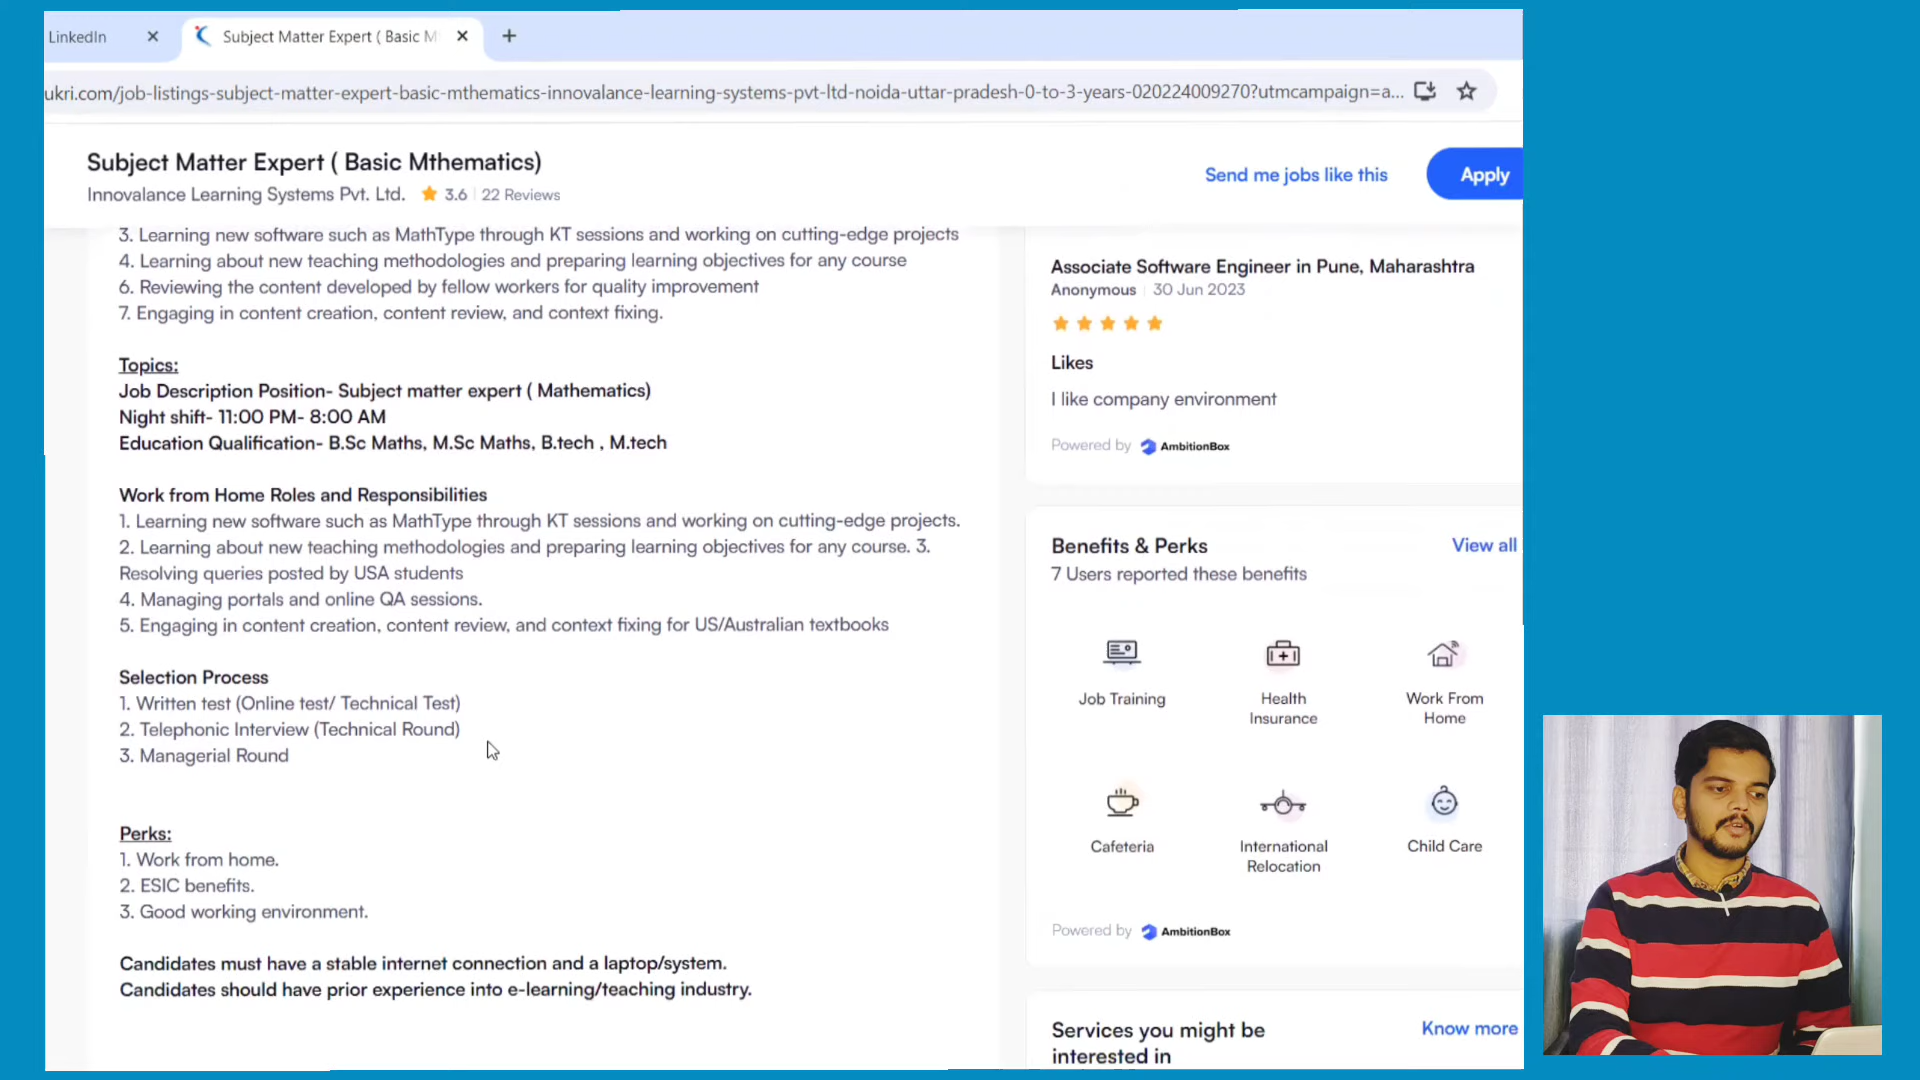 LinkedIn
Subject Matter Expert ( Basic M
ukri.com/job-listings-subject-matter-expert-basic-mthematics-innovalance-learning-systems-pvt-ltd-noida-uttar-pradesh-0-to-3-years-020224009270?utmcampaign=a...
Subject Matter Expert ( Basic Mthematics)
Innovalance Learning Systems Pvt. Ltd. 3.6 22 Reviews
Send me jobs like this
Apply
3. Learning new software such as MathType through KT sessions and working on cutting-edge projects
4. Learning about new teaching methodologies and preparing learning objectives for any course
6. Reviewing the content developed by fellow workers for quality improvement
7. Engaging in content creation, content review, and context fixing.
Topics:
Job Description Position- Subject matter expert ( Mathematics)
Night shift- 11:00 PM- 8:00 AM
Education Qualification- B.Sc Maths, M.Sc Maths, B.tech , M.tech
Work from Home Roles and Responsibilities
1. Learning new software such as MathType through KT sessions and working on cutting-edge projects.
2. Learning about new teaching methodologies and preparing learning objectives for any course. 3.
Resolving queries posted by USA students
4. Managing portals and online QA sessions.
5. Engaging in content creation, content review, and context fixing for US/Australian textbooks
Selection Process
1. Written test (Online test/ Technical Test)
2. Telephonic Interview (Technical Round)
3. Managerial Round
Perks:
1. Work from home.
2. ESIC benefits.
3. Good working environment.
Candidates must have a stable internet connection and a laptop/system.
Candidates should have prior experience into e-learning/teaching industry.
Associate Software Engineer in Pune, Maharashtra
Anonymous 30 Jun 2023
Likes
I like company environment
Powered by AmbitionBox
Benefits & Perks
View all
7 Users reported these benefits
Job Training
Health
Insurance
Work From
Home
Cafeteria
International
Relocation
Child Care
Powered by AmbitionBox
Services you might be
interested in
Know more